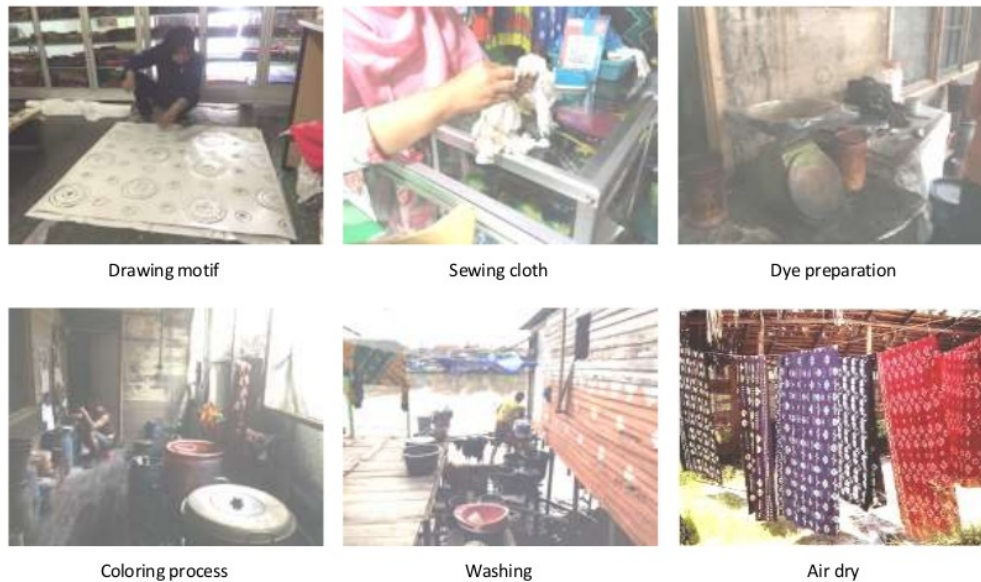 Drawing motif
Sewing cloth
Dye preparation
Coloring process
Washing
Air dry